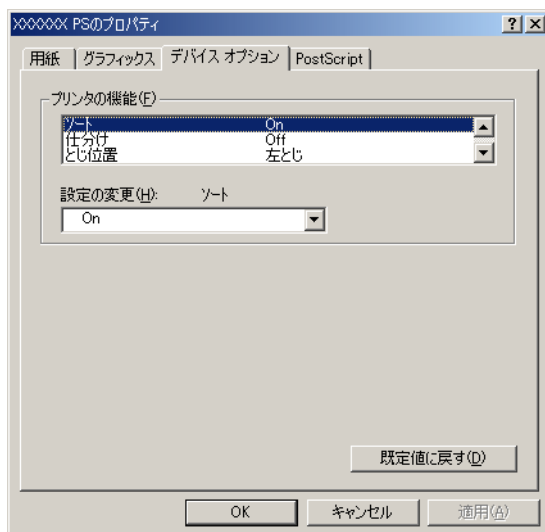 XXXXXX PSのプロパティ
用紙 グラフィックス デバイス オプション PostScript
プリンタの機能(F)
ソート On
仕分け Off
とじ位置 左とじ
設定の変更(H): ソート
On
既定値に戻す(D)
OK キャンセル 適用(A)